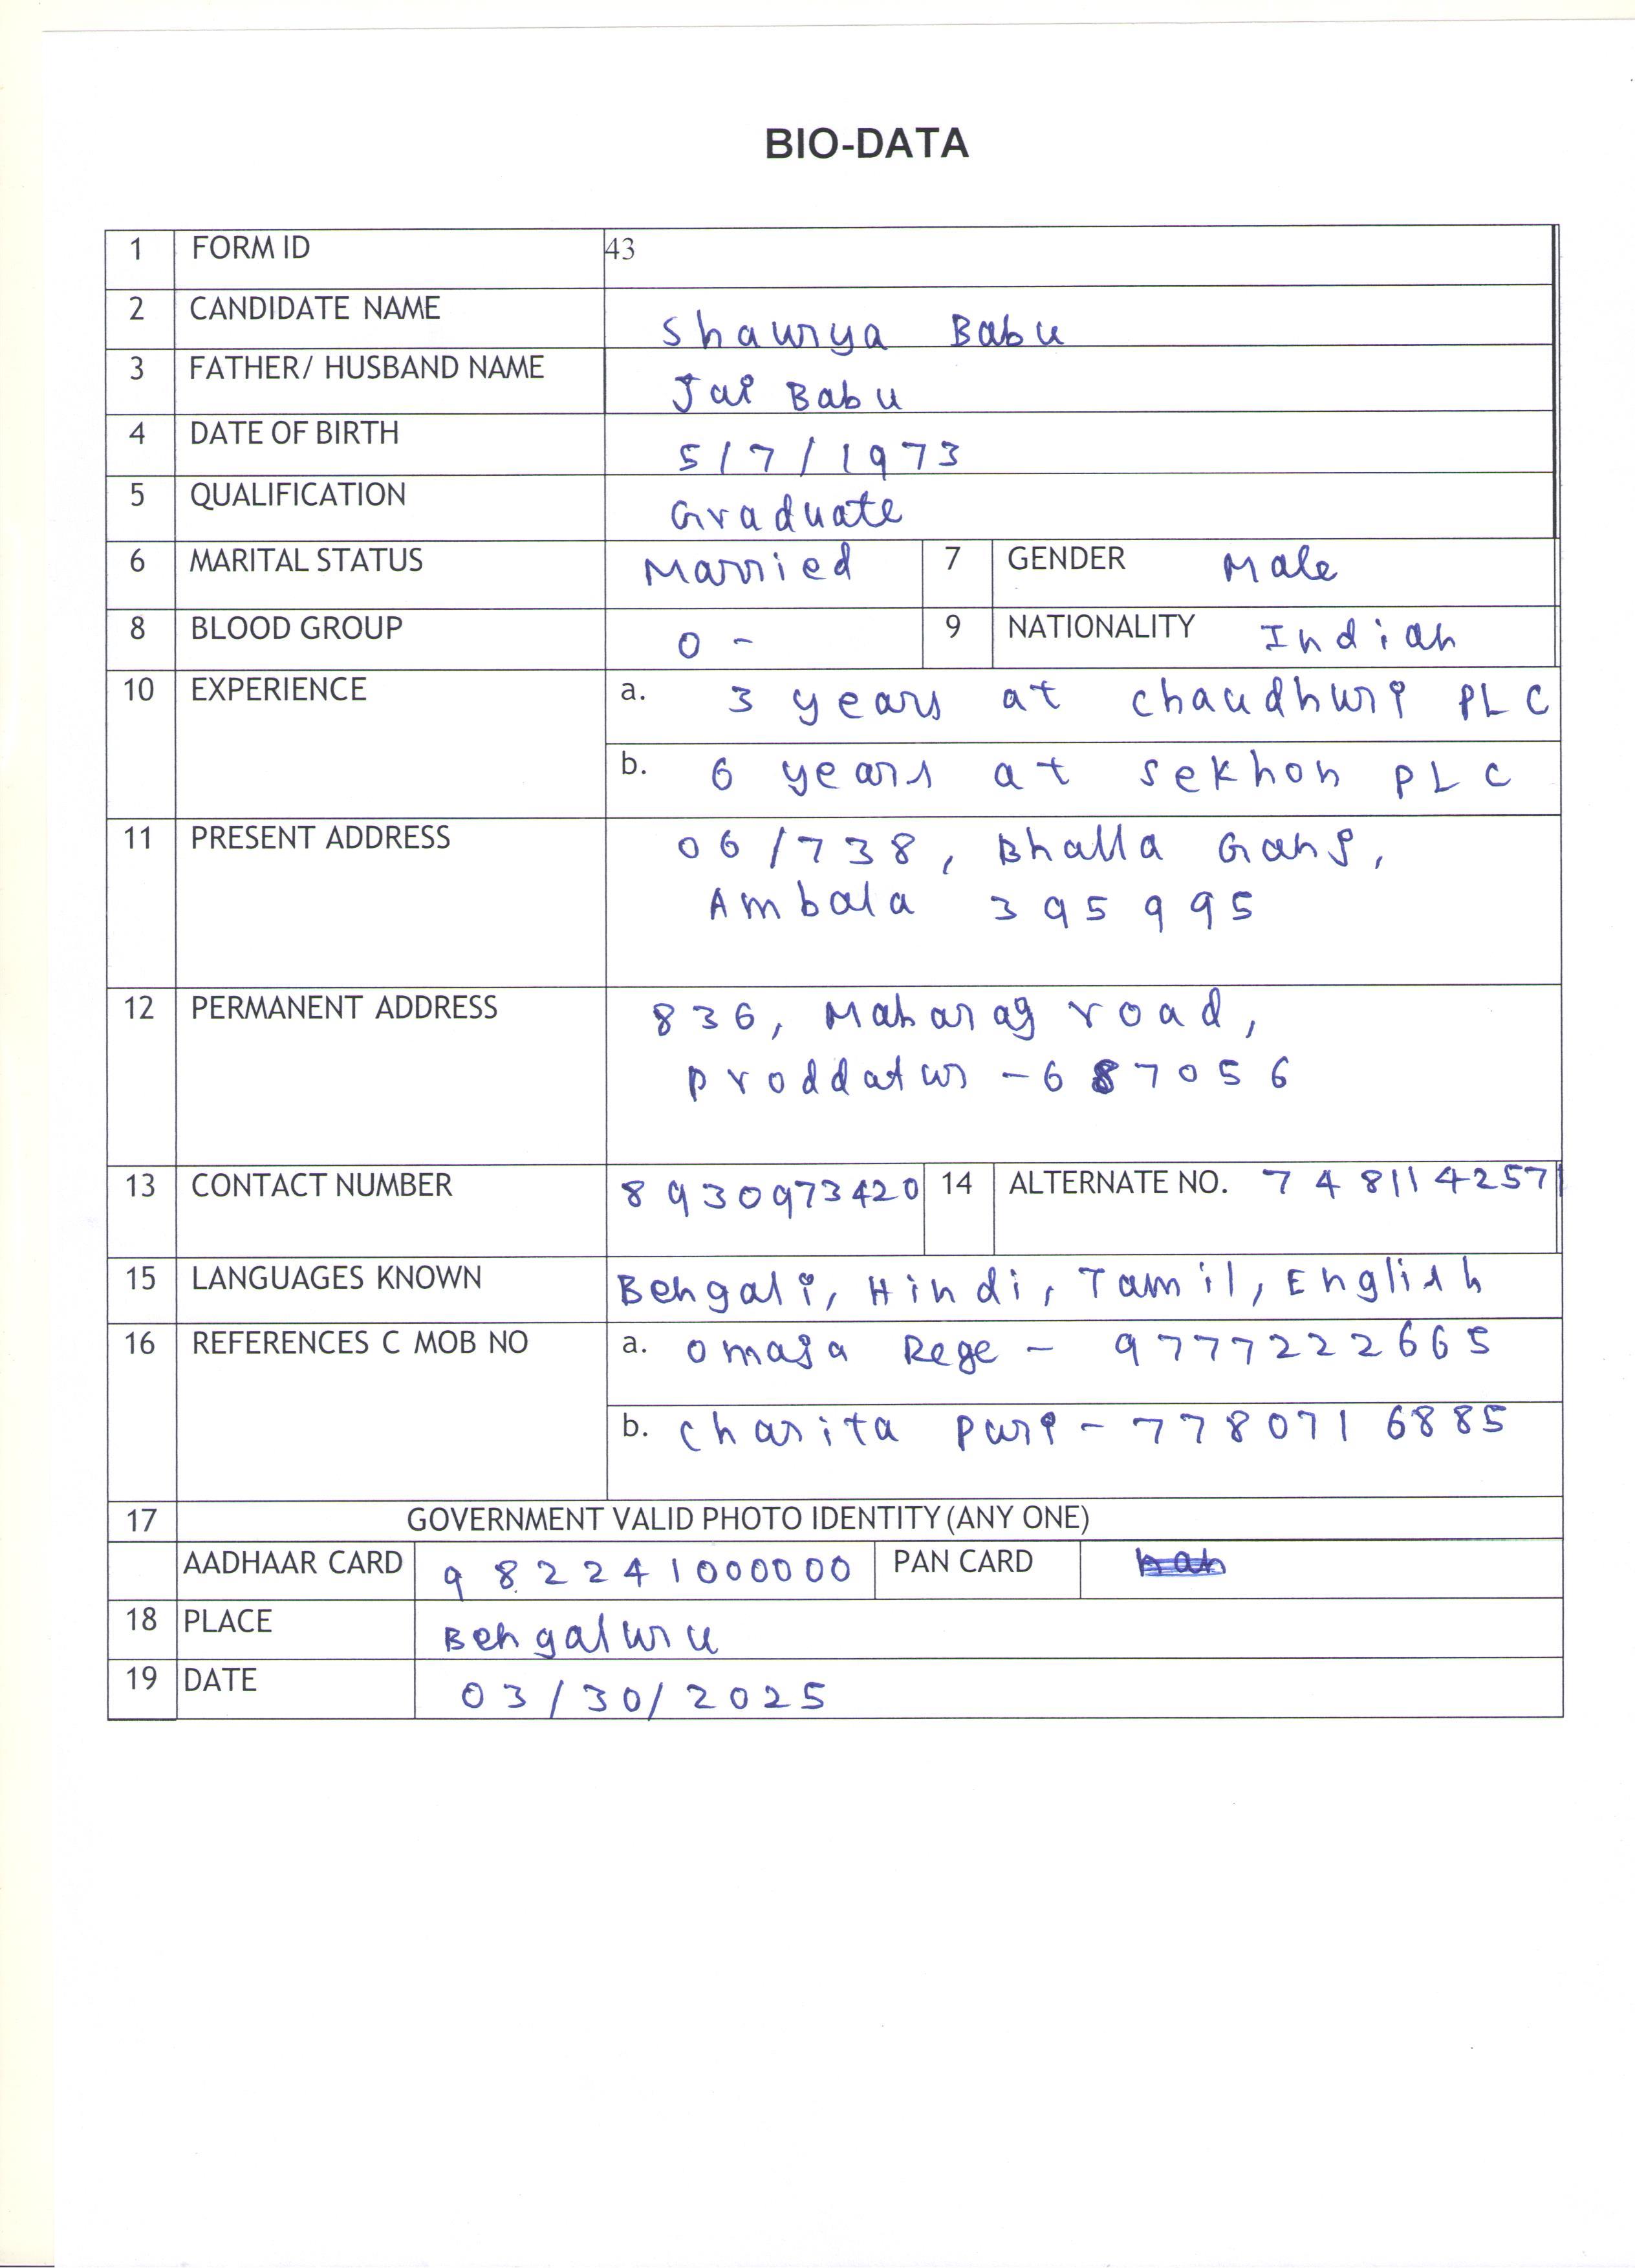 BIO-DATA
1 FORM ID 43
2 CANDIDATE NAME Shaurya Babu
3 FATHER/ HUSBAND NAME Jai Babu
4 DATE OF BIRTH 5/7/1973
5 QUALIFICATION Graduate
6 MARITAL STATUS Married 7 GENDER Male
8 BLOOD GROUP O- 9 NATIONALITY Indian
10 EXPERIENCE a. 3 years at chaudhuri PLC
b. 6 years at sekhon PLC
11 PRESENT ADDRESS 06/738, Bhalla Ganj,
Ambala 395995
12 PERMANENT ADDRESS 836, Maharaj road,
Proddatur - 687056
13 CONTACT NUMBER 8930973420 14 ALTERNATE NO. 7481142571
15 LANGUAGES KNOWN Bengali, Hindi, Tamil, English
16 REFERENCES C MOB NO a. Omaja Rege - 9777222665
b. Charita Puri - 7780716885
17 GOVERNMENT VALID PHOTO IDENTITY (ANY ONE)
AADHAAR CARD 982241000000 PAN CARD
18 PLACE Bengaluru
19 DATE 03/30/2025